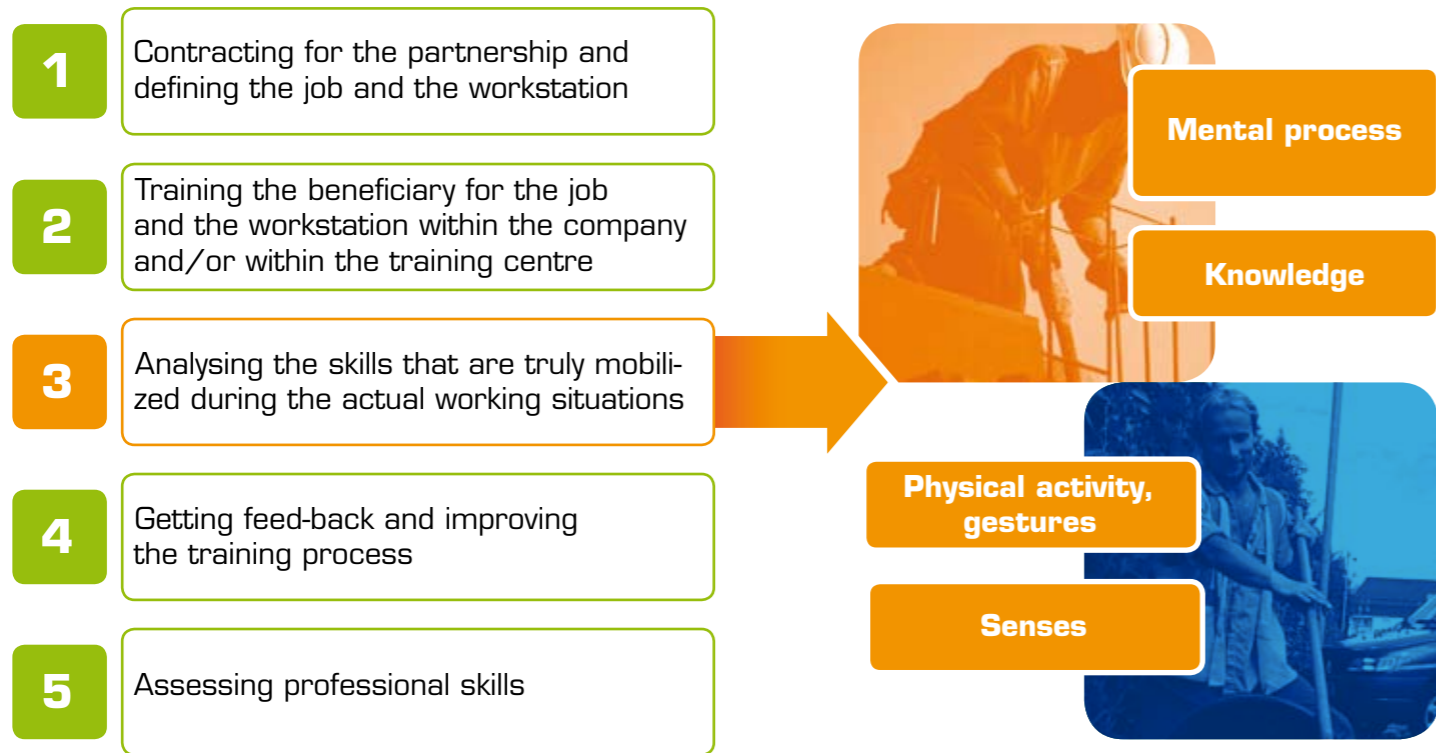 1
Contracting for the partnership and
defining the job and the workstation
2
Training the beneficiary for the job
and the workstation within the company
and/or within the training centre
3
Analysing the skills that are truly mobili-
zed during the actual working situations
4
Getting feed-back and improving
the training process
5
Assessing professional skills
Mental process
Knowledge
Physical activity,
gestures
Senses